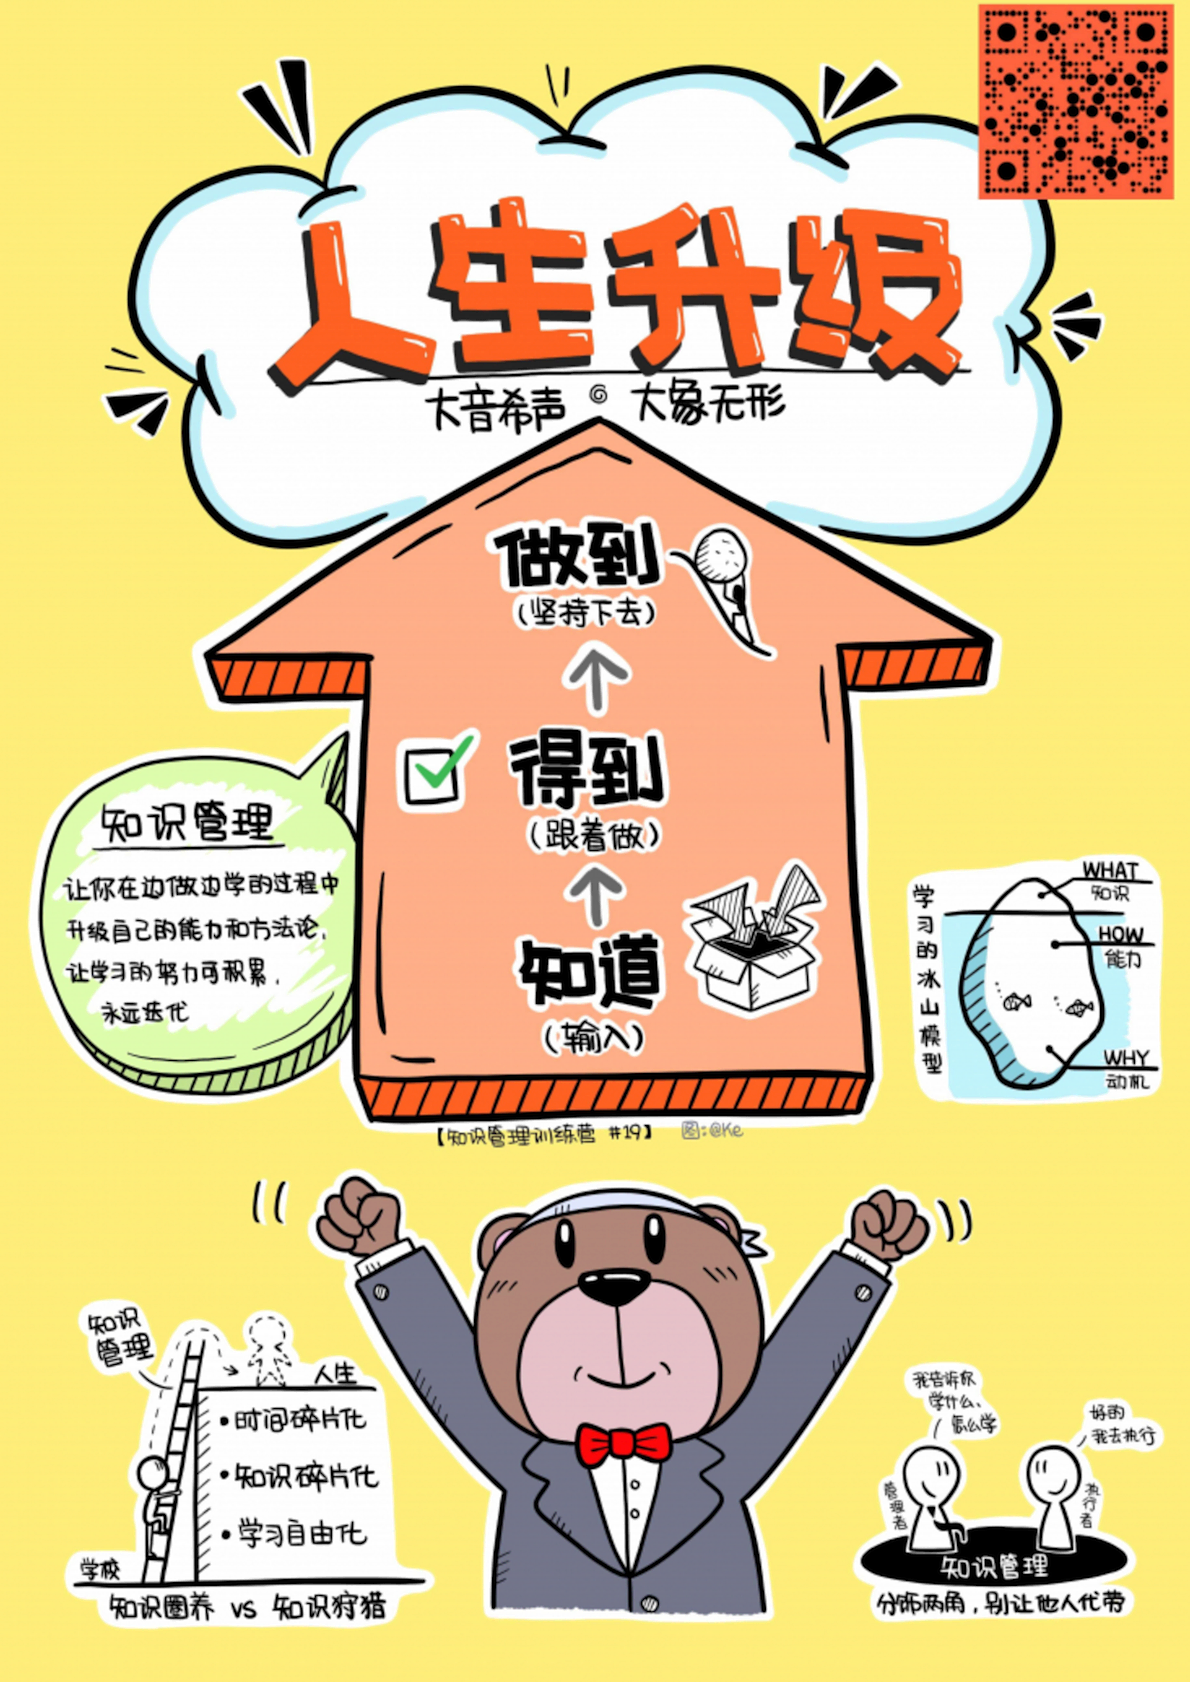 人生升级
大音希声 大象无形
做到
(坚持下去)
得到
(跟着做)
知道
(输入)
知识管理
让你在边做边学的过程中
升级自己的能力和方法论,
让学习的努力可积累,
永远迭代
学习的冰山模型
WHAT
知识
HOW
能力
WHY
动机
【知识管理训练营 #19】 图:@Ke
知识
管理
人生
•时间碎片化
•知识碎片化
•学习自由化
学校
知识圈养 vs 知识狩猎
我告诉你
学什么、
怎么学
好的
我去执行
管理者
执行者
知识管理
分饰两角,别让他人代劳